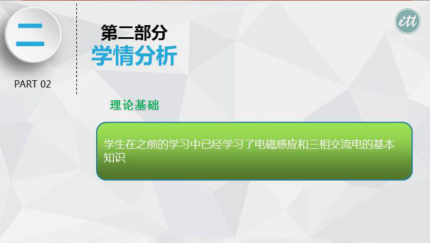 二
PART 02
第二部分
学情分析
ett
理论基础
学生在之前的学习中已经学习了电磁感应和三相交流电的基本
知识